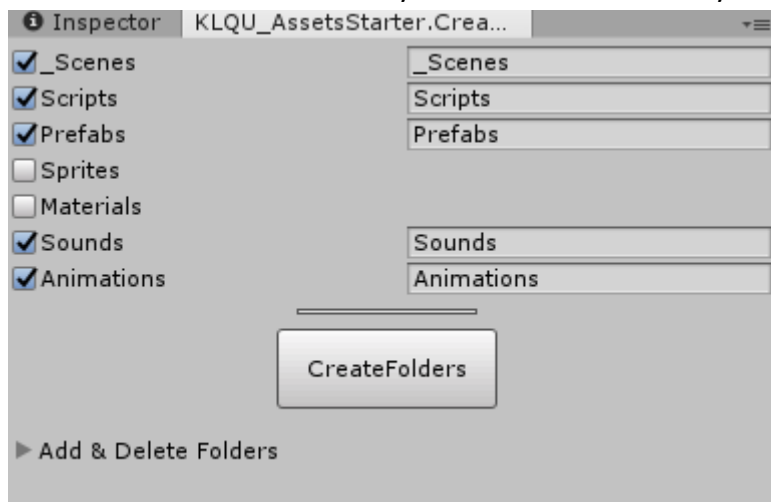 Inspector KLQU_AssetsStarter.Crea...
_Scenes _Scenes
Scripts Scripts
Prefabs Prefabs
Sprites
Materials
Sounds Sounds
Animations Animations
CreateFolders
Add & Delete Folders